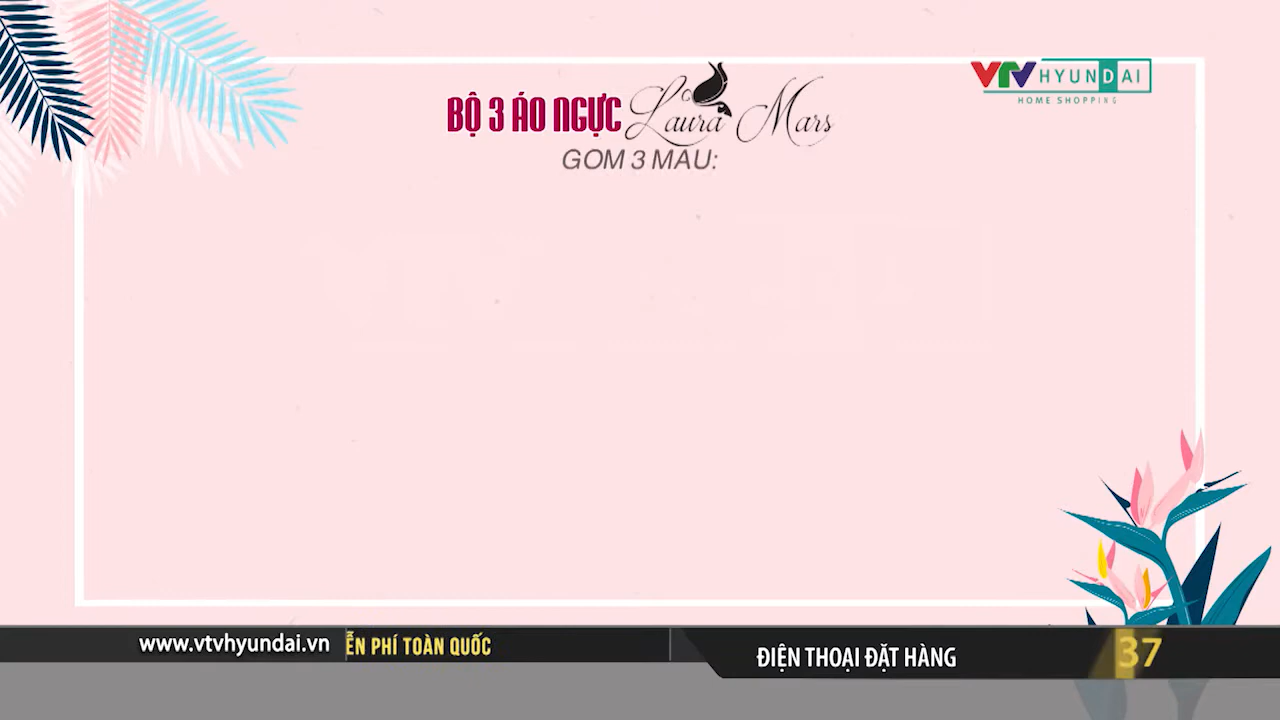 VTV HYUNDAI
HOME SHOPPING
BỘ 3 ÁO NGỰC Laura Mars
GOM 3 MAU:
www.vtvhyundai.vn ỄN PHÍ TOÀN QUỐC
ĐIỆN THOẠI ĐẶT HÀNG 37